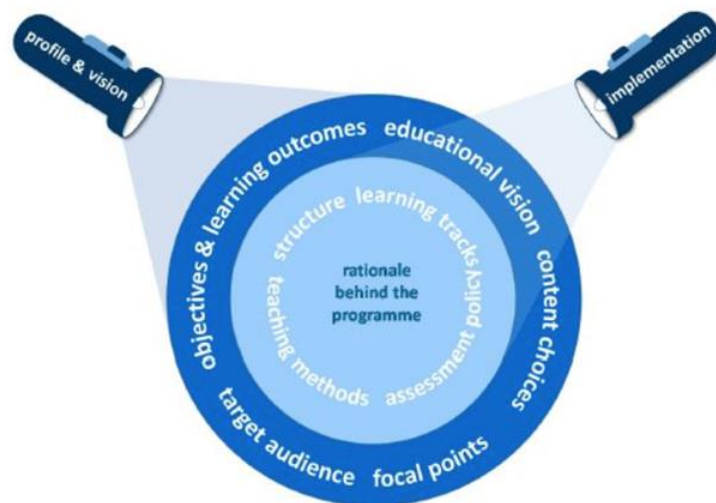 profile & vision
implementation
objectives & learning outcomes
educational vision
content choices
focal points
target audience
structure
learning tracks
assessment policy
teaching methods
rationale
behind the
programme